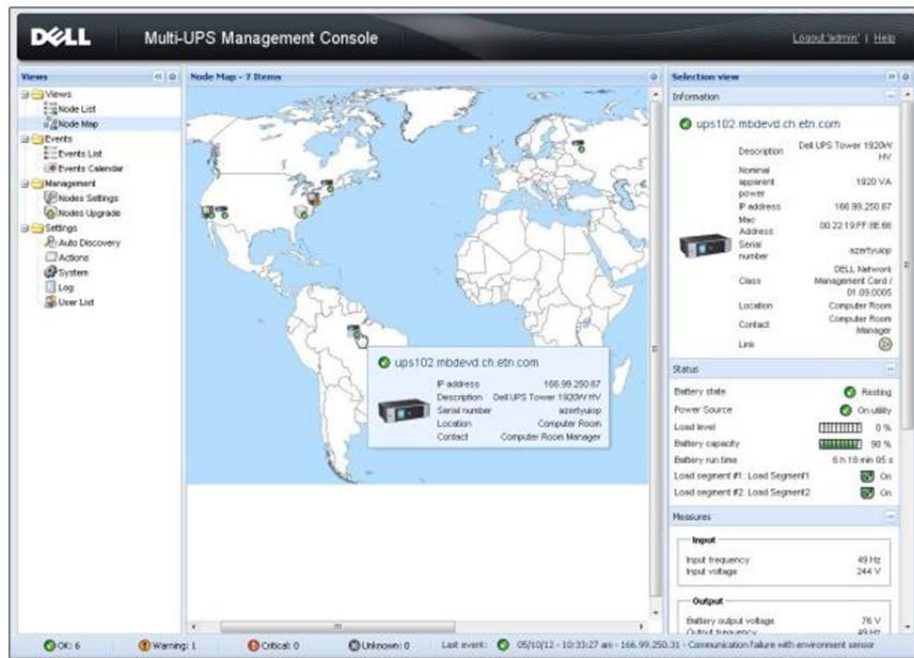 DELL
Multi-UPS Management Console
Logout 'admin' | Help
Views
Views
Node List
Node Map
Events
Events List
Events Calendar
Management
Nodes Settings
Nodes Upgrade
Settings
Auto Discovery
Actions
System
Log
User List
Node Map - 7 Items
ups102.mbdevd.ch.etn.com
IP address 166.99.250.67
Description Dell UPS Tower 1920W HV
Serial number azertyuiop
Location Computer Room
Contact Computer Room Manager
Selection view
Information
ups102.mbdevd.ch.etn.com
Description Dell UPS Tower 1920W HV
Nominal apparent power 1920 VA
IP address 166.99.250.67
Mac Address 00:22:19:FF:8E:66
Serial number azertyuiop
Class DELL Network Management Card / 01.09.0005
Location Computer Room
Contact Computer Room Manager
Link
Status
Battery state Resting
Power Source On utility
Load level 0 %
Battery capacity 90 %
Battery run time 6 h 18 min 05 s
Load segment #1: Load Segment1 On
Load segment #2: Load Segment2 On
Measures
Input
Input frequency 49 Hz
Input voltage 244 V
Output
Battery output voltage 76 V
Output frequency 49 Hz
OK: 6 Warning: 1 Critical: 0 Unknown: 0 Last event: 05/10/12 - 10:33:27 am - 166.99.250.31 - Communication failure with environment sensor